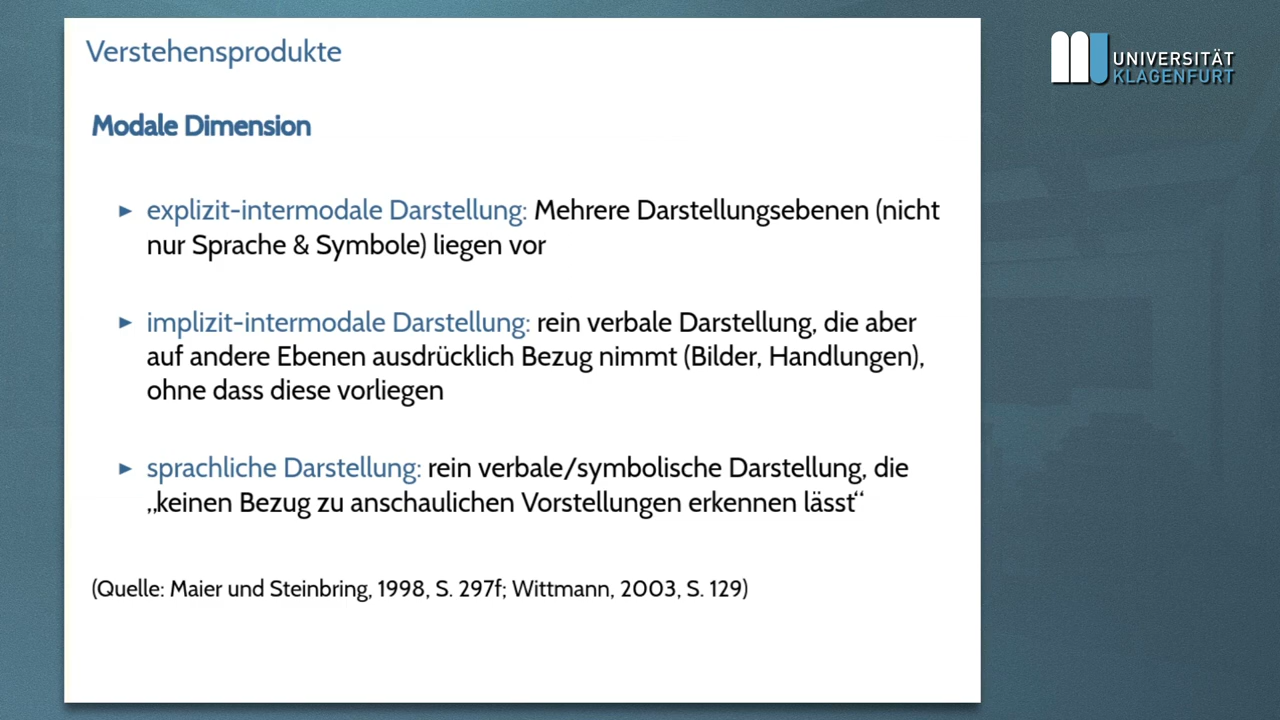 Verstehensprodukte
UNIVERSITÄT
KLAGENFURT
Modale Dimension
► explizit-intermodale Darstellung: Mehrere Darstellungsebenen (nicht
nur Sprache & Symbole) liegen vor
► implizit-intermodale Darstellung: rein verbale Darstellung, die aber
auf andere Ebenen ausdrücklich Bezug nimmt (Bilder, Handlungen),
ohne dass diese vorliegen
► sprachliche Darstellung: rein verbale/symbolische Darstellung, die
„keinen Bezug zu anschaulichen Vorstellungen erkennen lässt“
(Quelle: Maier und Steinbring, 1998, S. 297f; Wittmann, 2003, S. 129)